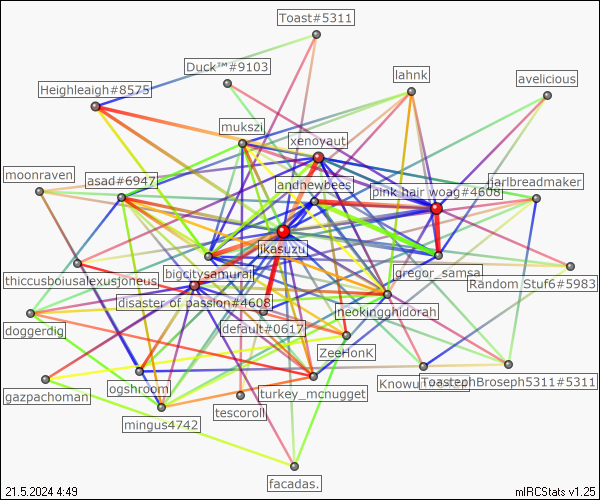 Toast#5311
Duck™#9103
lahnk
avelicious
Heighleaigh#8575
mukszi
xenoyaut
moonraven
asad#6947
andnewbees
pink hair woag#4608
jarlbreadmaker
jkasuzu
thiccusboiusalexusjoneus
bigcitysamurai
gregor_samsa
Random Stuf6#5983
disaster of passion#4608
neokingghidorah
doggerdig
default#0617
ZeeHonK
gazpachoman
ogshroom
turkey_mcnugget
ToastephBroseph5311#5311
mingus4742
tescoroll
facadas.
21.5.2024 4:49
mIRCStats v1.25